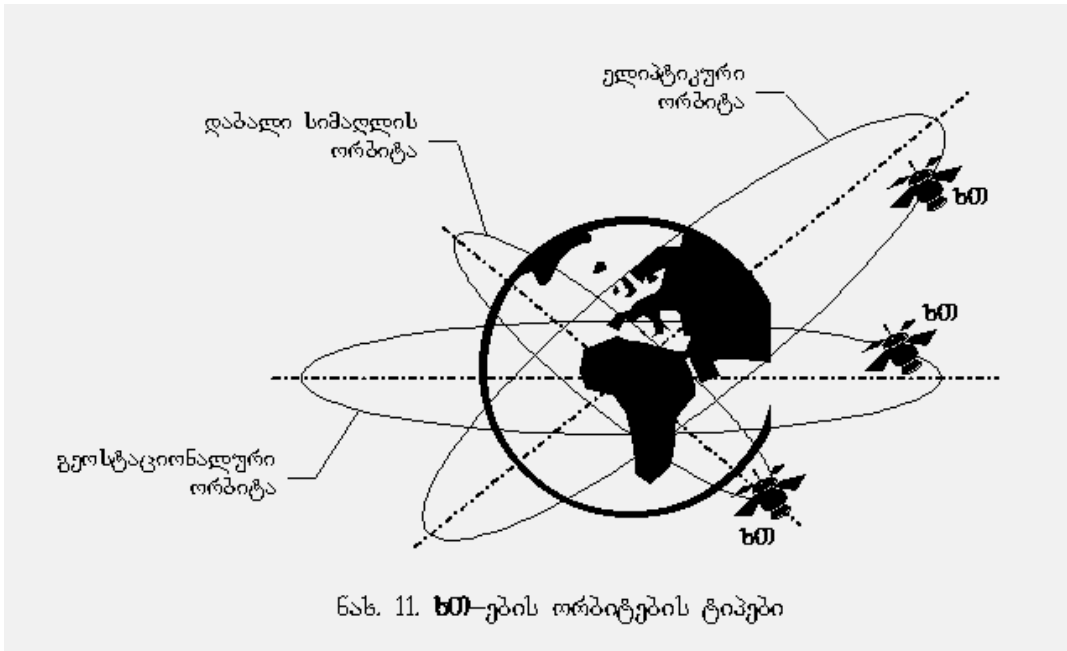 ელიპტიკური
ორბიტა
დაბალი სიმაღლის
ორბიტა
ხთ
ხთ
გეოსტაციონალური
ორბიტა
ხთ
ნახ. 11. ხთ–ების ორბიტების ტიპები